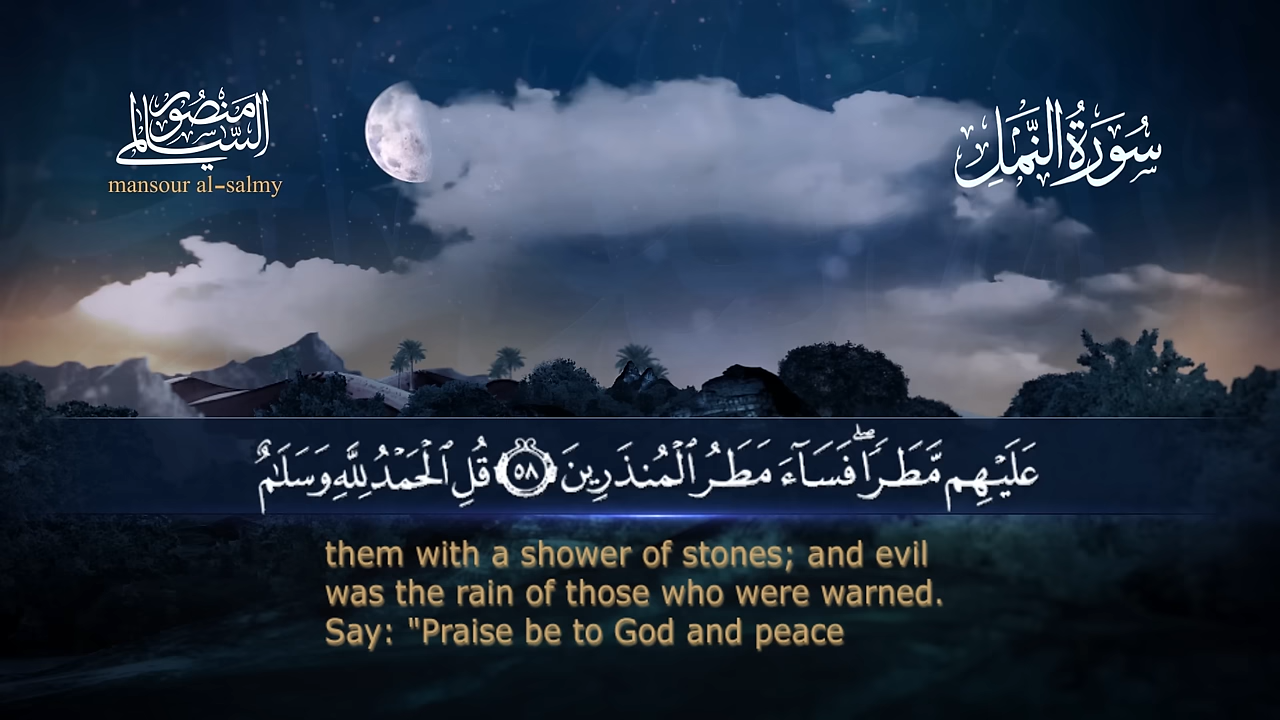 منصور السالمي
mansour al-salmy
سُورَةُ النَّمْلِ
عَلَيْهِم مَّطَرًاۖ فَسَآءَ مَطَرُ ٱلْمُنذَرِينَ ٥٨ قُلِ ٱلْحَمْدُ لِلَّهِ وَسَلَٰمٌ
them with a shower of stones; and evil
was the rain of those who were warned.
Say: "Praise be to God and peace